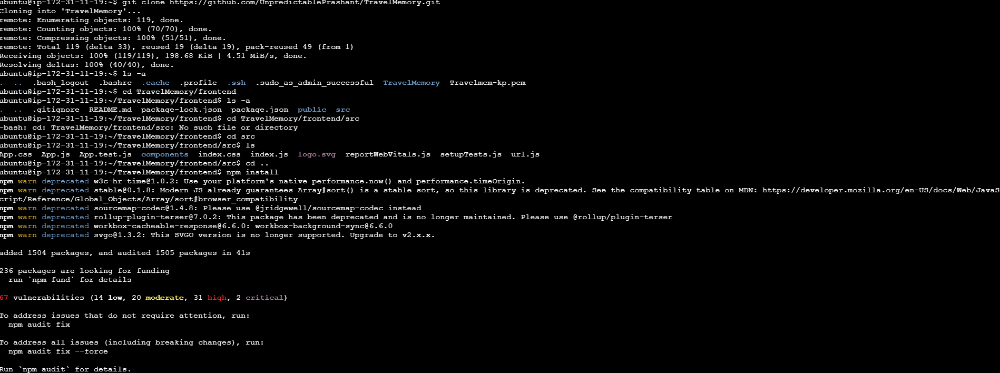 ubuntu@ip-172-31-11-19:~$ git clone https://github.com/UnpredictablePrashant/TravelMemory.git
Cloning into 'TravelMemory'...
remote: Enumerating objects: 119, done.
remote: Counting objects: 100% (70/70), done.
remote: Compressing objects: 100% (51/51), done.
remote: Total 119 (delta 33), reused 19 (delta 19), pack-reused 49 (from 1)
Receiving objects: 100% (119/119), 198.68 KiB | 4.51 MiB/s, done.
Resolving deltas: 100% (40/40), done.
ubuntu@ip-172-31-11-19:~$ ls -a
. .. .bash_logout .bashrc .cache .profile .ssh .sudo_as_admin_successful TravelMemory Travelmem-kp.pem
ubuntu@ip-172-31-11-19:~$ cd TravelMemory/frontend
ubuntu@ip-172-31-11-19:~/TravelMemory/frontend$ ls -a
. .. .gitignore README.md package-lock.json package.json public src
ubuntu@ip-172-31-11-19:~/TravelMemory/frontend$ cd TravelMemory/frontend/src
-bash: cd: TravelMemory/frontend/src: No such file or directory
ubuntu@ip-172-31-11-19:~/TravelMemory/frontend$ cd src
ubuntu@ip-172-31-11-19:~/TravelMemory/frontend/src$ ls
App.css App.js App.test.js components index.css index.js logo.svg reportWebVitals.js setupTests.js url.js
ubuntu@ip-172-31-11-19:~/TravelMemory/frontend/src$ cd ..
ubuntu@ip-172-31-11-19:~/TravelMemory/frontend$ npm install
npm warn deprecated w3c-hr-time@1.0.2: Use your platform's native performance.now() and performance.timeOrigin.
npm warn deprecated stable@0.1.8: Modern JS already guarantees Array#sort() is a stable sort, so this library is deprecated. See the compatibility table on MDN: https://developer.mozilla.org/en-US/docs/Web/JavaS
cript/Reference/Global_Objects/Array/sort#browser_compatibility
npm warn deprecated sourcemap-codec@1.4.8: Please use @jridgewell/sourcemap-codec instead
npm warn deprecated rollup-plugin-terser@7.0.2: This package has been deprecated and is no longer maintained. Please use @rollup/plugin-terser
npm warn deprecated workbox-cacheable-response@6.6.0: workbox-background-sync@6.6.0
npm warn deprecated svgo@1.3.2: This SVGO version is no longer supported. Upgrade to v2.x.x.
added 1504 packages, and audited 1505 packages in 41s
236 packages are looking for funding
run `npm fund` for details
67 vulnerabilities (14 low, 20 moderate, 31 high, 2 critical)
To address issues that do not require attention, run:
npm audit fix
To address all issues (including breaking changes), run:
npm audit fix --force
Run `npm audit` for details.